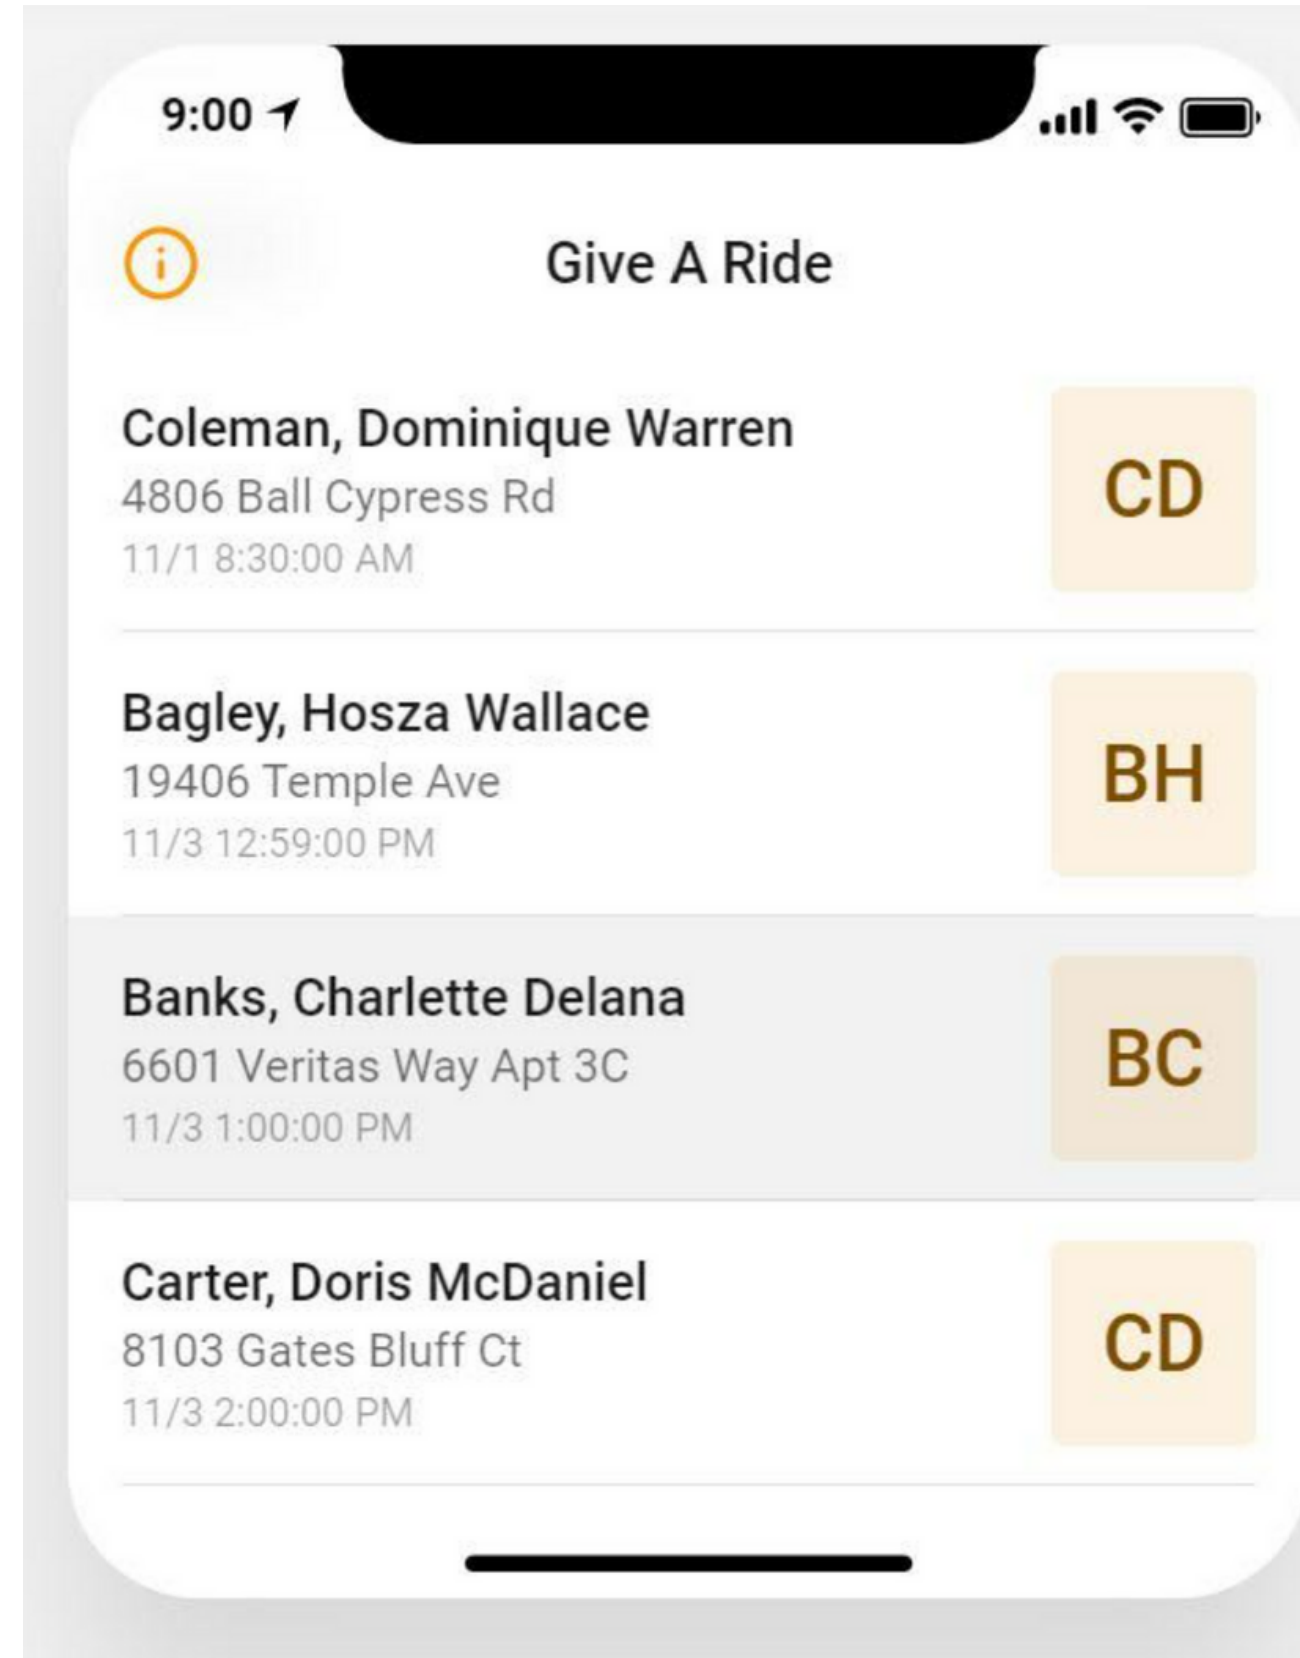 9:00
Give A Ride
Coleman, Dominique Warren
4806 Ball Cypress Rd
11/1 8:30:00 AM
CD
Bagley, Hosza Wallace
19406 Temple Ave
11/3 12:59:00 PM
BH
Banks, Charlette Delana
6601 Veritas Way Apt 3C
11/3 1:00:00 PM
BC
Carter, Doris McDaniel
8103 Gates Bluff Ct
11/3 2:00:00 PM
CD